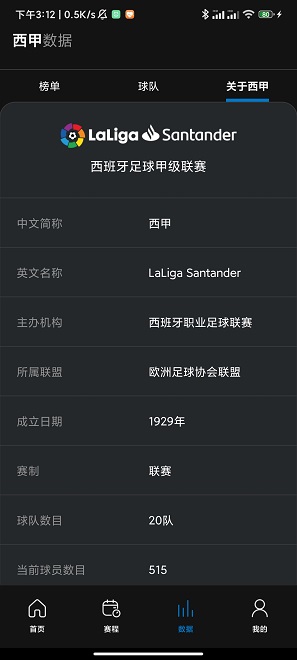 下午3:12 | 0.5K/s
80
西甲数据
榜单 球队 关于西甲
LaLiga Santander
西班牙足球甲级联赛
中文简称 西甲
英文名称 LaLiga Santander
主办机构 西班牙职业足球联赛
所属联盟 欧洲足球协会联盟
成立日期 1929年
赛制 联赛
球队数目 20队
当前球员数目 515
首页 赛程 数据 我的